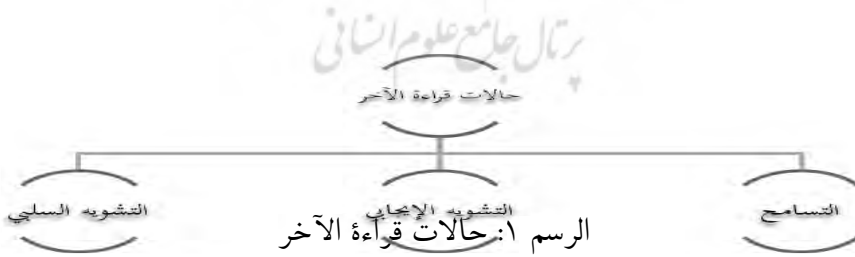 پرتال جامع علوم انسانی
حالات قراءة الآخر
التسامح
التشويه الإيجابي
التشويه السلبي
الرسم ١: حالات قراءة الآخر